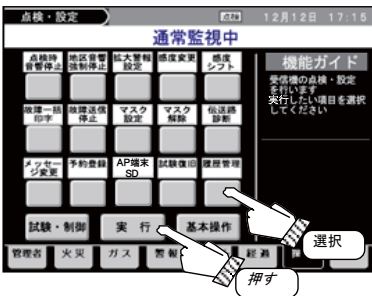 点検・設定 点検 12月12日 17:15
通常監視中
点検時音響停止 地区音響強制停止 拡大警報設定 感度変更 感度シフト
故障一括印字 故障送信停止 マスク設定 マスク解除 伝送路診断
メッセージ変更 予約登録 AP端末SD 試験復旧 履歴管理
試験・制御 実行 基本操作
管理者 火災 ガス
機能ガイド
受信機の点検・設定
を行います
実行したい項目を選択
してください
選択
押す